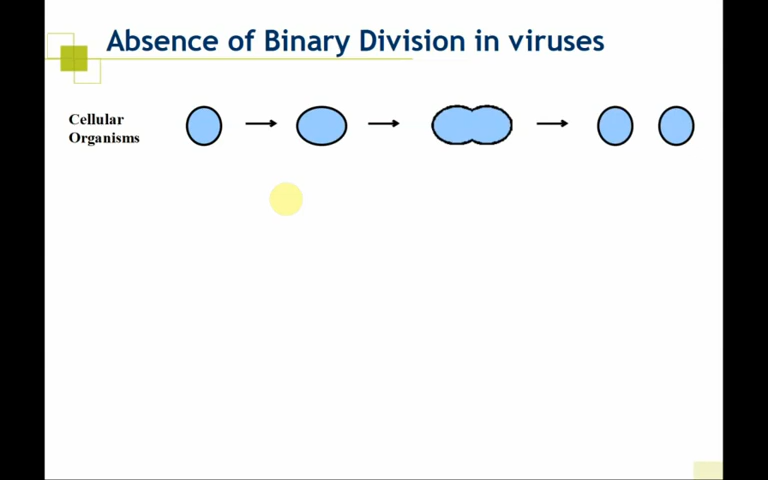 Absence of Binary Division in viruses
Cellular
Organisms